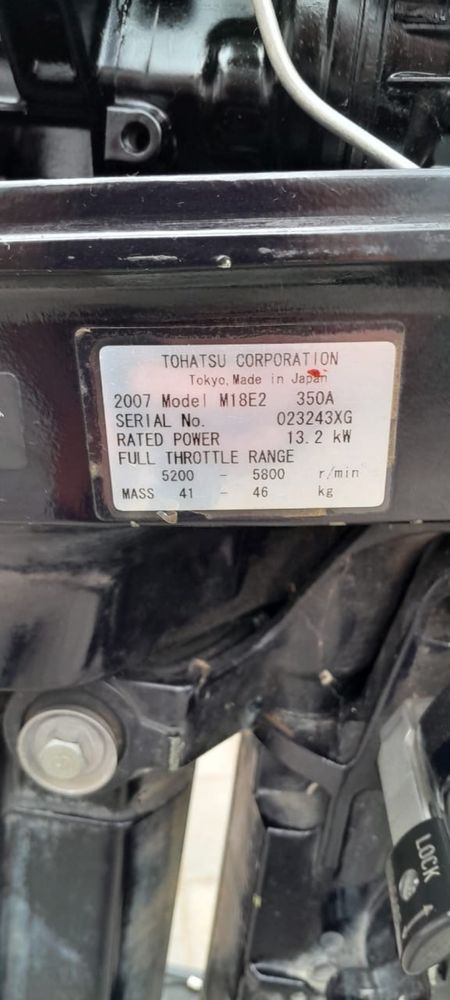 TOHATSU CORPORATION
Tokyo, Made in Japan
2007 Model M18E2 350A
SERIAL No. 023243XG
RATED POWER 13.2 kW
FULL THROTTLE RANGE
5200 - 5800 r/min
MASS 41 - 46 kg
LOCK